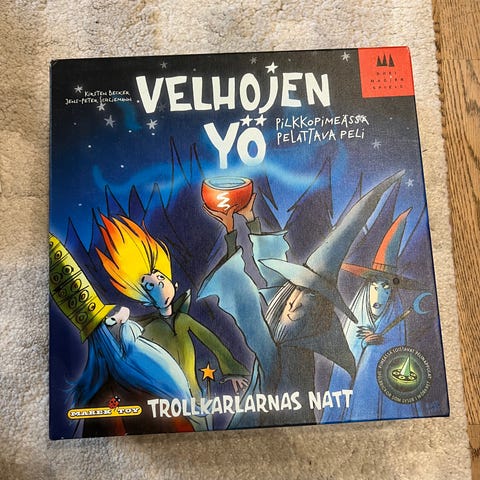 KIRSTEN BECKER
JENS-PETER SCHLIEMANN
VELHOJEN
YÖ
PILKKOPIMEÄSSÄ
PELATTAVA PELI
DREI
MAGIER
SPIELE
MAREK TOY
TROLLKARLARNAS NATT